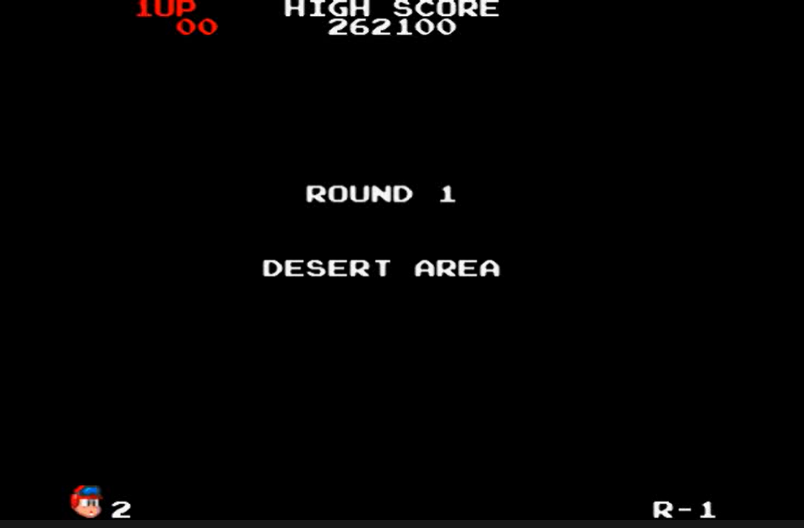 1UP HIGH SCORE
00 262100
ROUND 1
DESERT AREA
2 R-1